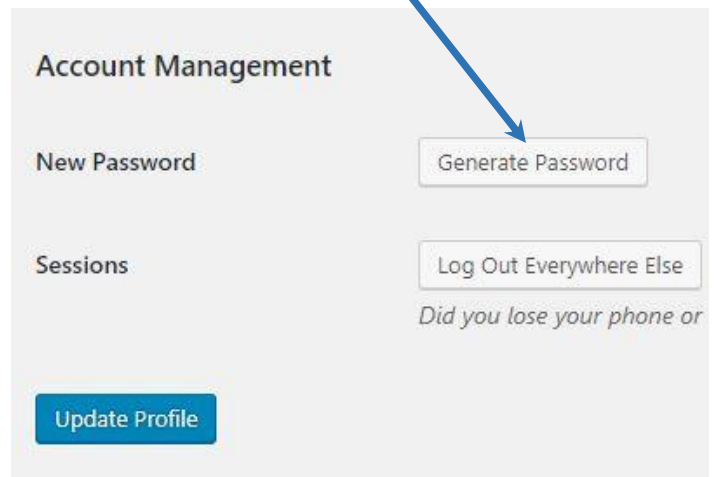 Account Management
New Password
Generate Password
Sessions
Log Out Everywhere Else
Did you lose your phone or
Update Profile